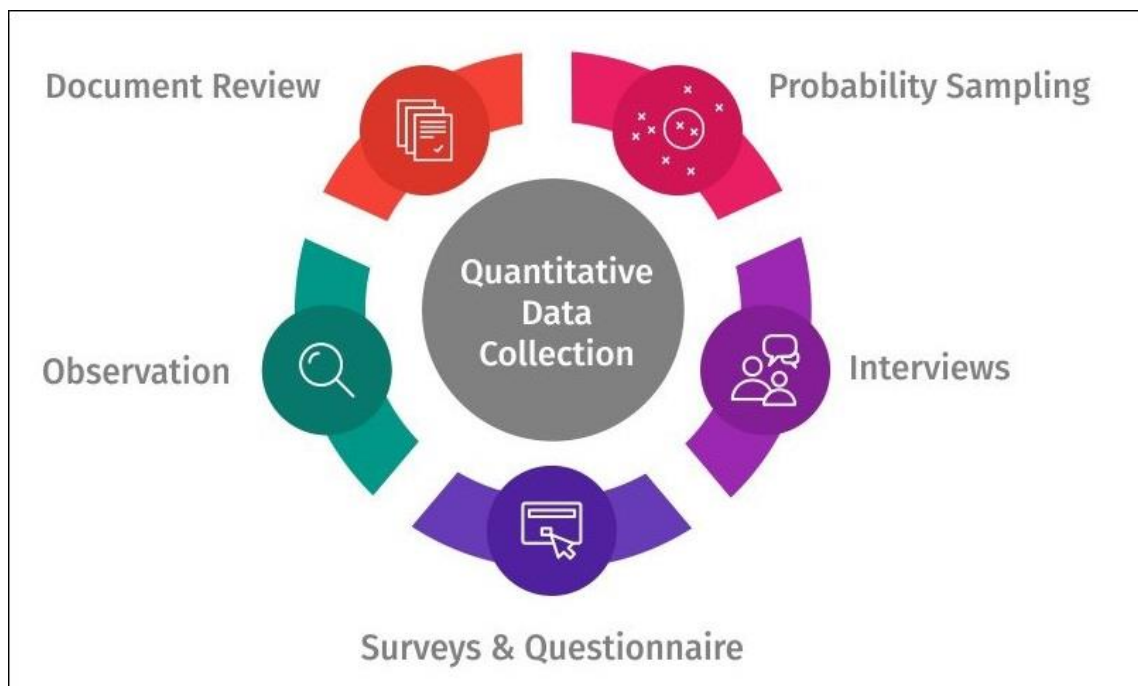 Document Review
Probability Sampling
Quantitative
Data
Collection
Observation
Interviews
Surveys & Questionnaire